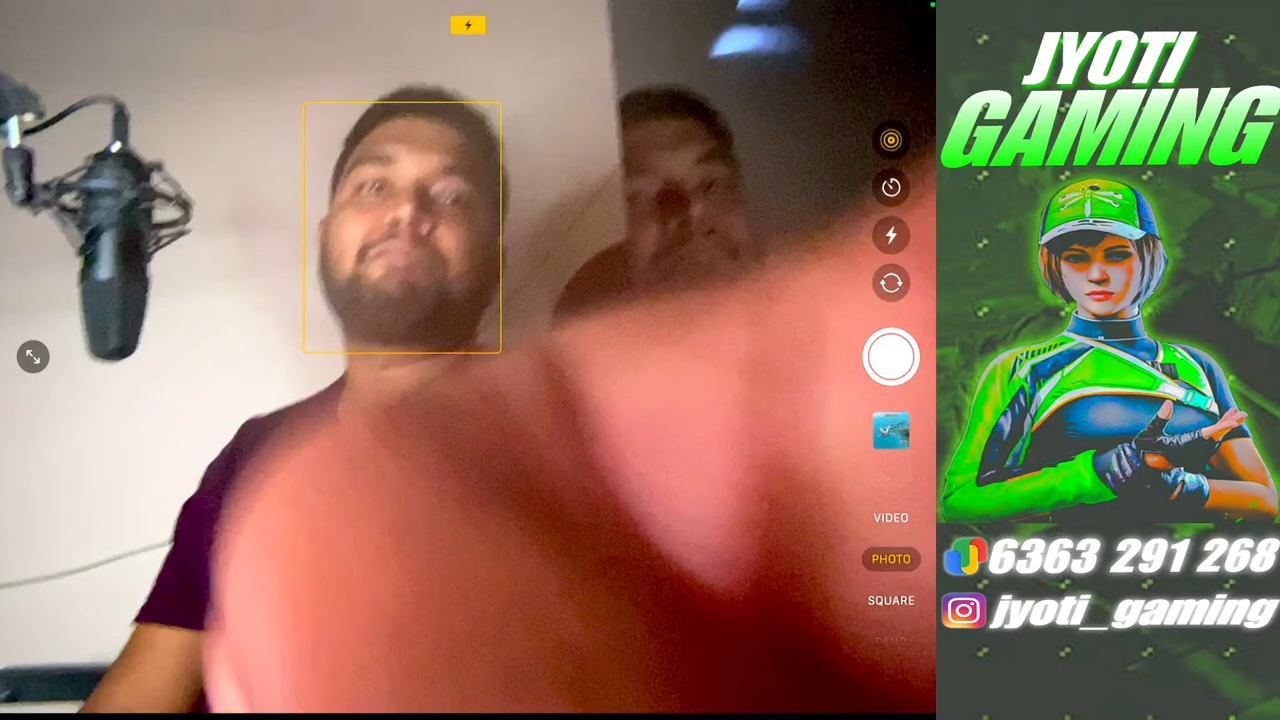 JYOTI
GAMING
VIDEO
PHOTO
SQUARE
6363 291 268
jyoti_gaming